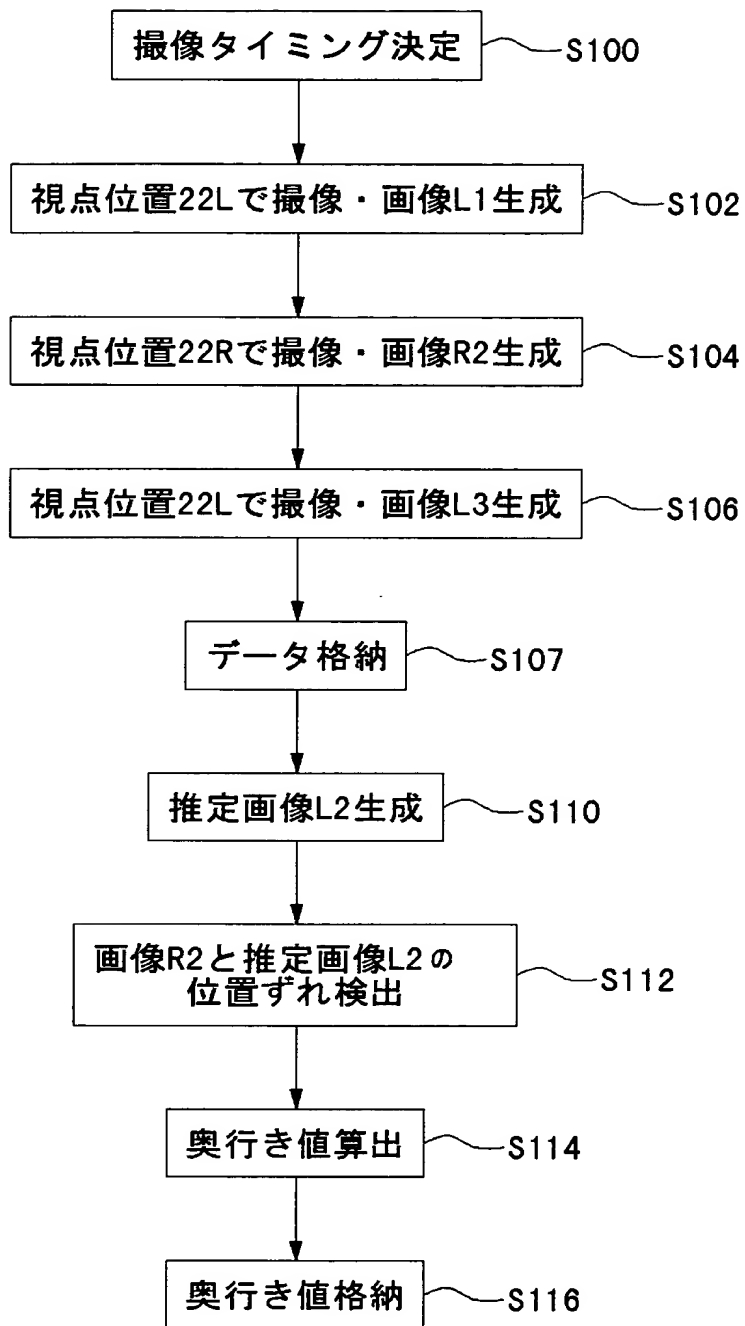 撮像タイミング決定 S100
視点位置22Lで撮像・画像L1生成 S102
視点位置22Rで撮像・画像R2生成 S104
視点位置22Lで撮像・画像L3生成 S106
データ格納 S107
推定画像L2生成 S110
画像R2と推定画像L2の
位置ずれ検出 S112
奥行き値算出 S114
奥行き値格納 S116